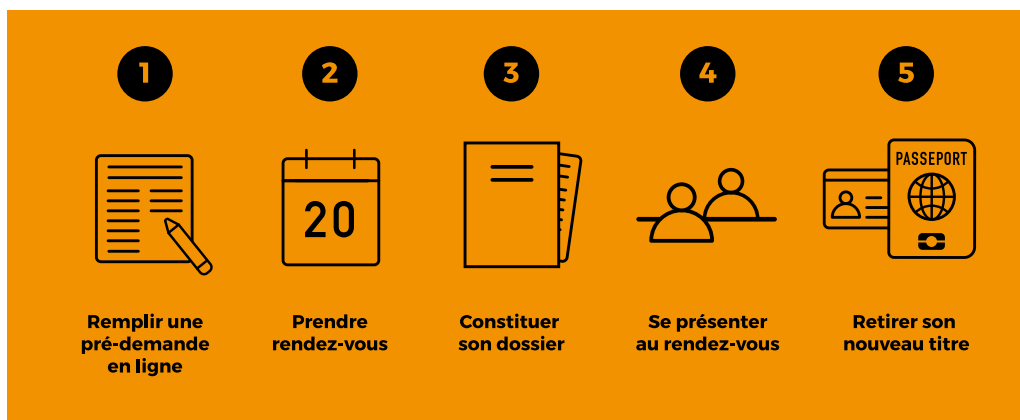 1
2
3
4
5
20
PASSEPORT
Remplir une
pré-demande
en ligne
Prendre
rendez-vous
Constituer
son dossier
Se présenter
au rendez-vous
Retirer son
nouveau titre